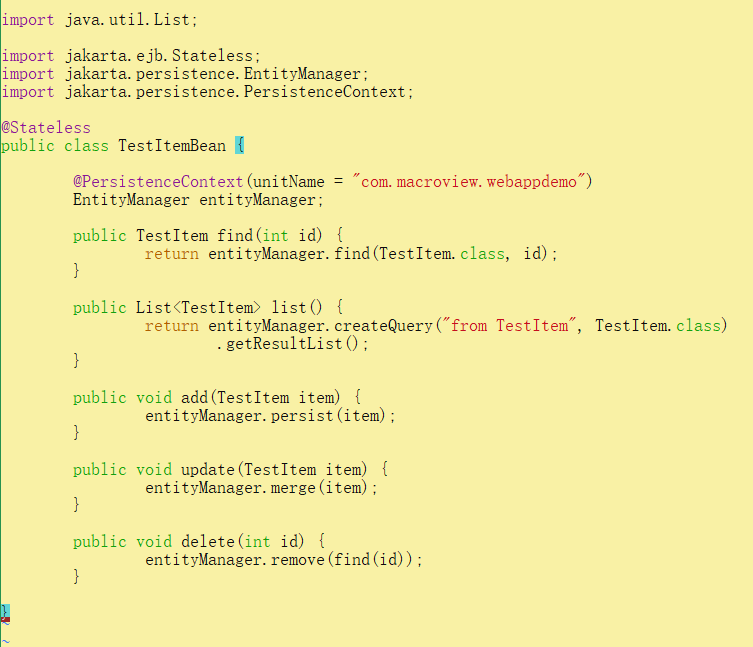 import java.util.List;
import jakarta.ejb.Stateless;
import jakarta.persistence.EntityManager;
import jakarta.persistence.PersistenceContext;
@Stateless
public class TestItemBean {
@PersistenceContext(unitName = "com.macroview.webappdemo")
EntityManager entityManager;
public TestItem find(int id) {
return entityManager.find(TestItem.class, id);
}
public List<TestItem> list() {
return entityManager.createQuery("from TestItem", TestItem.class)
.getResultList();
}
public void add(TestItem item) {
entityManager.persist(item);
}
public void update(TestItem item) {
entityManager.merge(item);
}
public void delete(int id) {
entityManager.remove(find(id));
}
}
~
~